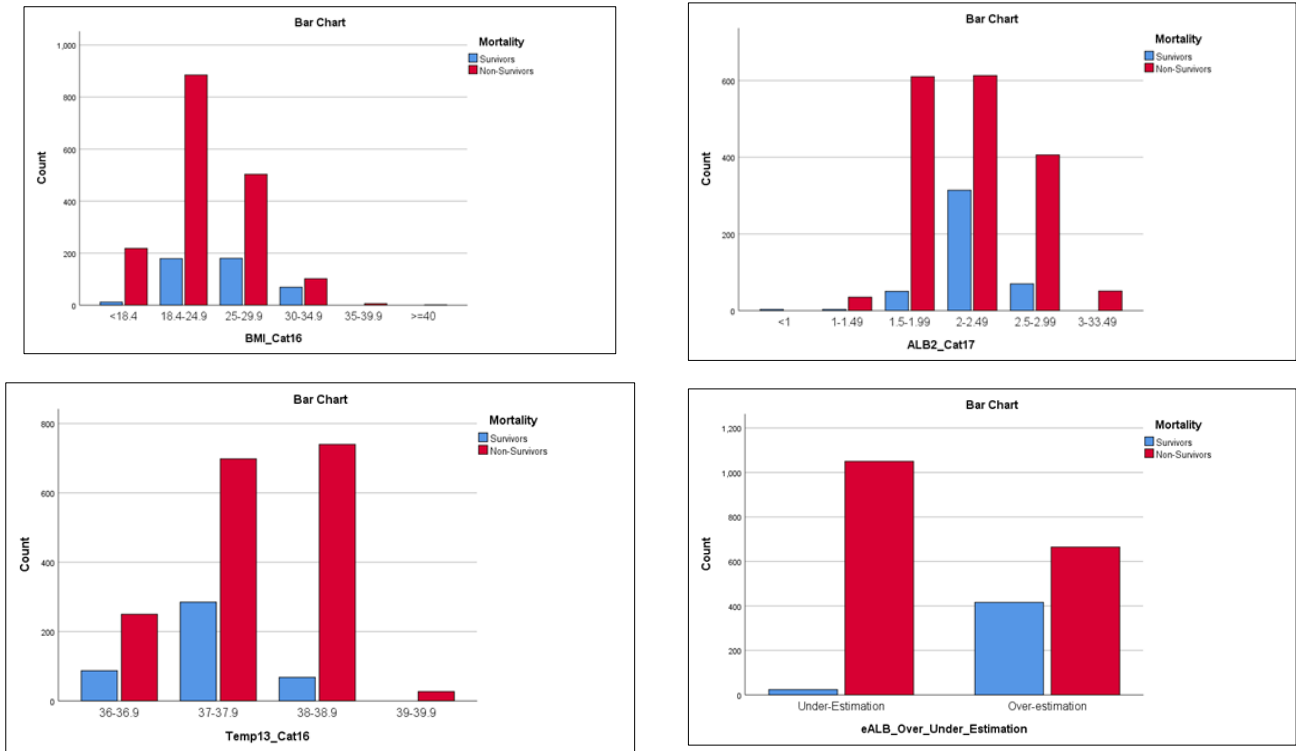 Bar Chart
Mortality
Survivors
Non-Survivors
1,000
800
600
400
200
0
Count
<18.4 18.4-24.9 25-29.9 30-34.9 35-39.9 >=40
BMI_Cat16
Bar Chart
Mortality
Survivors
Non-Survivors
600
400
200
0
Count
<1 1-1.49 1.5-1.99 2-2.49 2.5-2.99 3-33.49
ALB2_Cat17
Bar Chart
Mortality
Survivors
Non-Survivors
800
600
400
200
0
Count
36-36.9 37-37.9 38-38.9 39-39.9
Temp13_Cat16
Bar Chart
Mortality
Survivors
Non-Survivors
1,200
1,000
800
600
400
200
0
Count
Under-Estimation Over-estimation
eALB_Over_Under_Estimation